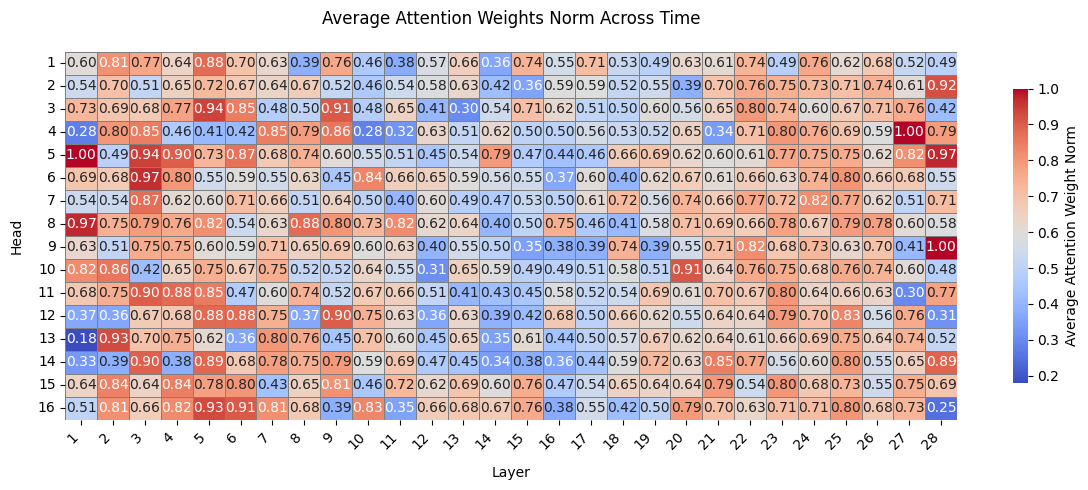 Average Attention Weights Norm Across Time
1 0.60 0.81 0.77 0.64 0.88 0.70 0.63 0.39 0.76 0.46 0.38 0.57 0.66 0.36 0.74 0.55 0.71 0.53 0.49 0.63 0.61 0.74 0.49 0.76 0.62 0.68 0.52 0.49
2 0.54 0.70 0.51 0.65 0.72 0.67 0.64 0.67 0.52 0.46 0.54 0.58 0.63 0.42 0.36 0.59 0.59 0.52 0.55 0.39 0.70 0.76 0.75 0.73 0.71 0.74 0.61 0.92
3 0.73 0.69 0.68 0.77 0.94 0.85 0.48 0.50 0.91 0.48 0.65 0.41 0.30 0.54 0.71 0.62 0.51 0.50 0.60 0.56 0.65 0.80 0.74 0.60 0.67 0.71 0.76 0.42
4 0.28 0.80 0.85 0.46 0.41 0.42 0.85 0.79 0.86 0.28 0.32 0.63 0.51 0.62 0.50 0.50 0.56 0.53 0.52 0.65 0.34 0.71 0.80 0.76 0.69 0.59 1.00 0.79
5 1.00 0.49 0.94 0.90 0.73 0.87 0.68 0.74 0.60 0.55 0.51 0.45 0.54 0.79 0.47 0.44 0.46 0.66 0.69 0.62 0.60 0.61 0.77 0.75 0.75 0.62 0.82 0.97
6 0.69 0.68 0.97 0.80 0.55 0.59 0.55 0.63 0.45 0.84 0.66 0.65 0.59 0.56 0.55 0.37 0.60 0.40 0.62 0.67 0.61 0.66 0.63 0.74 0.80 0.66 0.68 0.55
7 0.54 0.54 0.87 0.62 0.60 0.71 0.66 0.51 0.64 0.50 0.40 0.60 0.49 0.47 0.53 0.50 0.61 0.72 0.56 0.74 0.66 0.77 0.72 0.82 0.77 0.62 0.51 0.71
8 0.97 0.75 0.79 0.76 0.82 0.54 0.63 0.88 0.80 0.73 0.82 0.62 0.64 0.40 0.50 0.75 0.46 0.41 0.58 0.71 0.69 0.66 0.78 0.67 0.79 0.78 0.60 0.58
9 0.63 0.51 0.75 0.75 0.60 0.59 0.71 0.65 0.69 0.60 0.63 0.40 0.55 0.50 0.35 0.38 0.39 0.74 0.39 0.55 0.71 0.82 0.68 0.73 0.63 0.70 0.41 1.00
10 0.82 0.86 0.42 0.65 0.75 0.67 0.75 0.52 0.52 0.64 0.55 0.31 0.65 0.59 0.49 0.49 0.51 0.58 0.51 0.91 0.64 0.76 0.75 0.68 0.76 0.74 0.60 0.48
11 0.68 0.75 0.90 0.88 0.85 0.47 0.60 0.74 0.52 0.67 0.66 0.51 0.41 0.43 0.45 0.58 0.52 0.54 0.69 0.61 0.70 0.67 0.80 0.64 0.66 0.63 0.30 0.77
12 0.37 0.36 0.67 0.68 0.88 0.88 0.75 0.37 0.90 0.75 0.63 0.36 0.63 0.39 0.42 0.68 0.50 0.66 0.62 0.55 0.64 0.64 0.79 0.70 0.83 0.56 0.76 0.31
13 0.18 0.93 0.70 0.75 0.62 0.36 0.80 0.76 0.45 0.70 0.60 0.45 0.65 0.35 0.61 0.44 0.50 0.57 0.67 0.62 0.64 0.61 0.66 0.69 0.75 0.64 0.74 0.52
14 0.33 0.39 0.90 0.38 0.89 0.68 0.78 0.75 0.79 0.59 0.69 0.47 0.45 0.34 0.38 0.36 0.44 0.59 0.72 0.63 0.85 0.77 0.56 0.60 0.80 0.55 0.68 0.89
15 0.64 0.84 0.64 0.84 0.78 0.80 0.43 0.65 0.81 0.46 0.72 0.62 0.69 0.60 0.76 0.47 0.54 0.65 0.64 0.64 0.79 0.54 0.80 0.68 0.73 0.55 0.75 0.69
16 0.51 0.81 0.66 0.82 0.93 0.91 0.81 0.68 0.39 0.83 0.35 0.66 0.68 0.67 0.76 0.38 0.55 0.42 0.50 0.79 0.70 0.63 0.71 0.71 0.80 0.68 0.73 0.25
1 2 3 4 5 6 7 8 9 10 11 12 13 14 15 16 17 18 19 20 21 22 23 24 25 26 27 28
Layer
Head
1.0
0.9
0.8
0.7
0.6
0.5
0.4
0.3
0.2
Average Attention Weight Norm